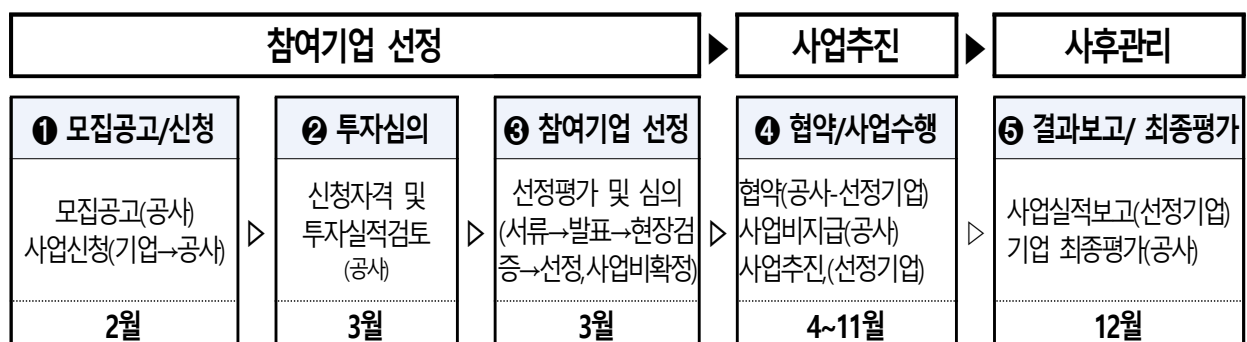 참여기업 선정 ▶ 사업추진 ▶ 사후관리
❶ 모집공고/신청
모집공고(공사)
사업신청(기업→공사)
2월
▷
❷ 투자심의
신청자격 및
투자실적검토
(공사)
3월
▷
❸ 참여기업 선정
선정평가 및 심의
(서류→발표→현장검
증→선정,사업비확정)
3월
▷
❹ 협약/사업수행
협약(공사-선정기업)
사업비지급(공사)
사업추진,(선정기업)
4~11월
▷
❺ 결과보고/ 최종평가
사업실적보고(선정기업)
기업 최종평가(공사)
12월